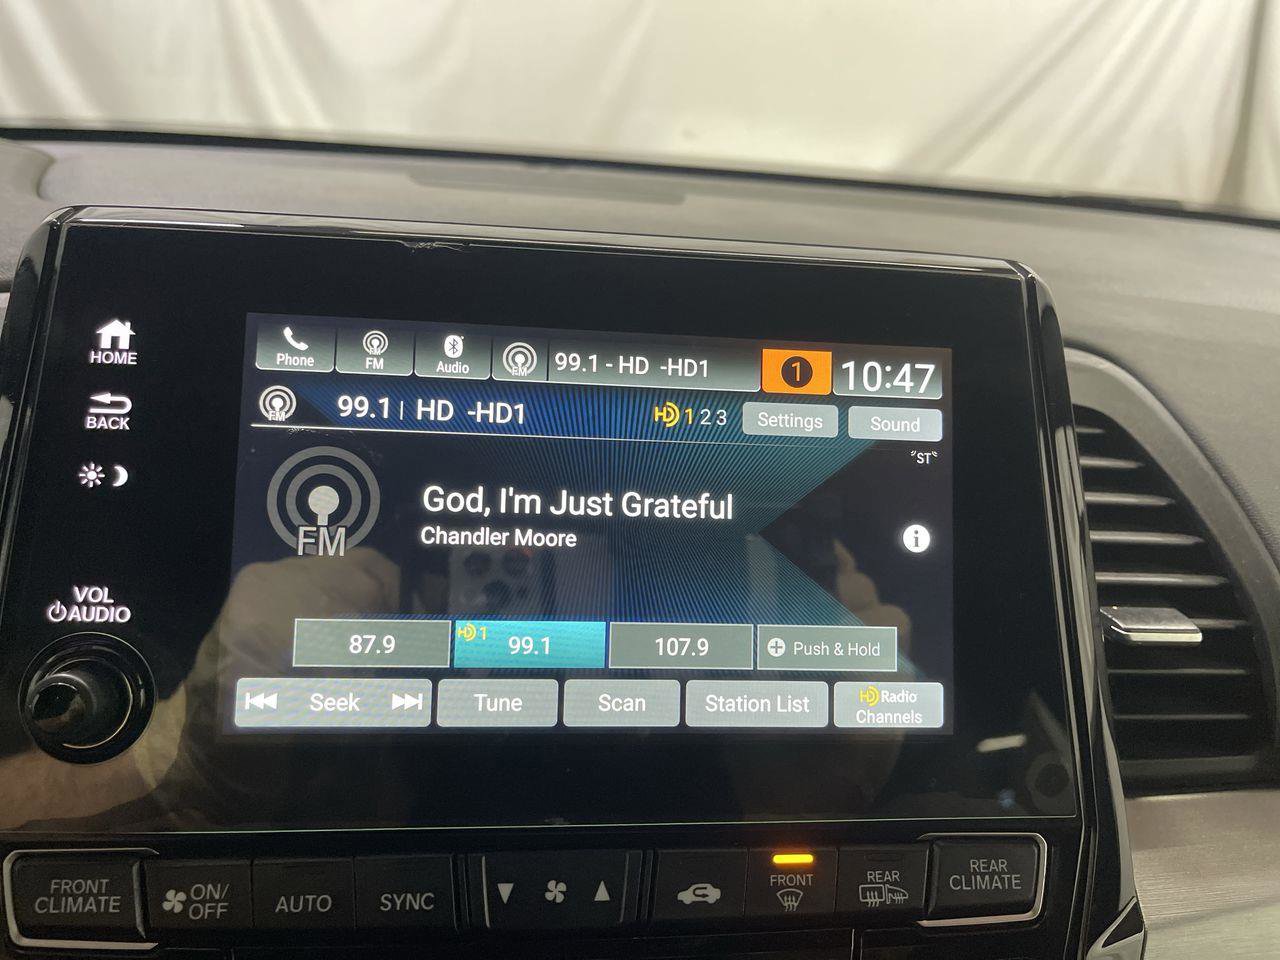 HOME
BACK
VOL
AUDIO
Phone
FM
Audio
FM
99.1 - HD -HD1
1
10:47
FM
99.1 | HD -HD1
HD 1 2 3
Settings
Sound
"ST"
FM
God, I'm Just Grateful
Chandler Moore
i
87.9
HD 1 99.1
107.9
+ Push & Hold
Seek
Tune
Scan
Station List
HD Radio
Channels
FRONT
CLIMATE
ON/
OFF
AUTO
SYNC
FRONT
REAR
REAR
CLIMATE